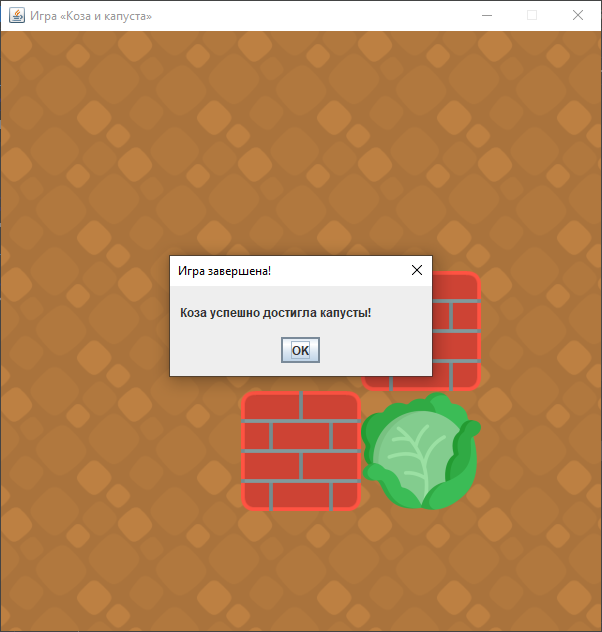 Игра «Коза и капуста»
Игра завершена!
Коза успешно достигла капусты!
OK